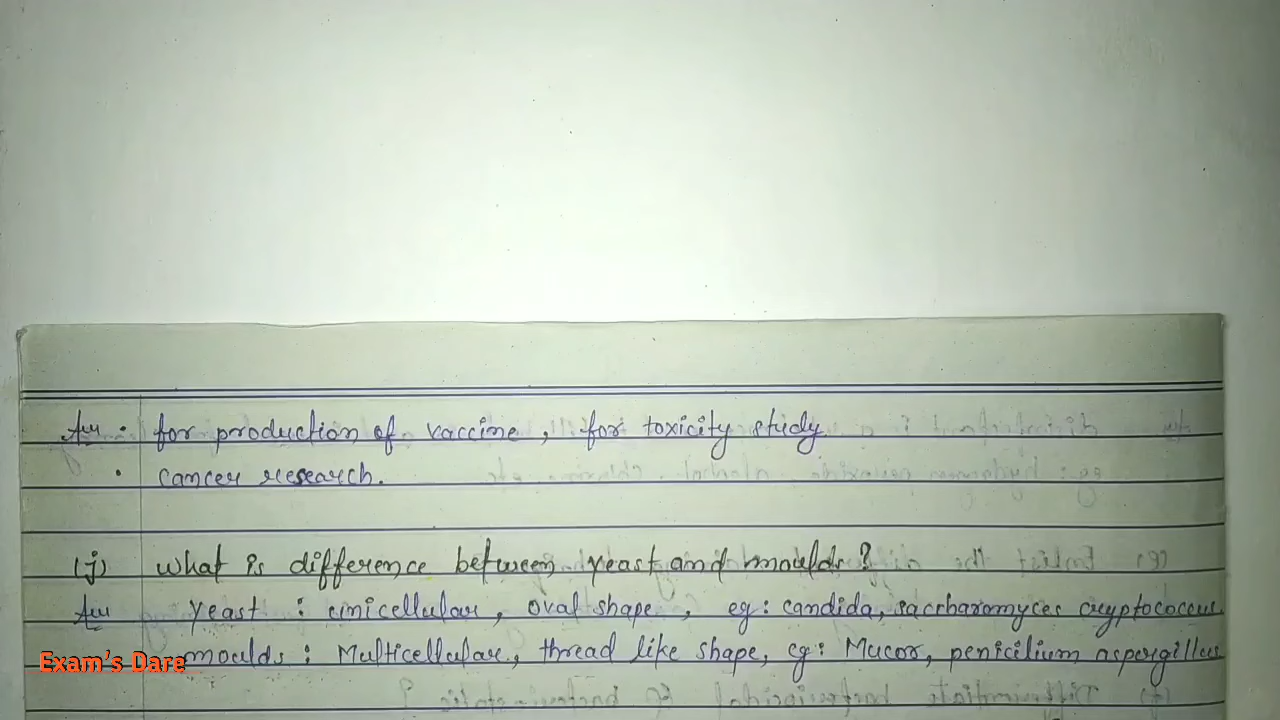 Ans • for production of vaccine, for toxicity study
• cancer research.
(j) what is difference between yeast and moulds?
Ans yeast : unicellular, oval shape, eg: candida, saccharomyces cryptococcus
moulds : Multicellular, thread like shape, eg: Mucor, penicilium aspergillus
Exam's Dare